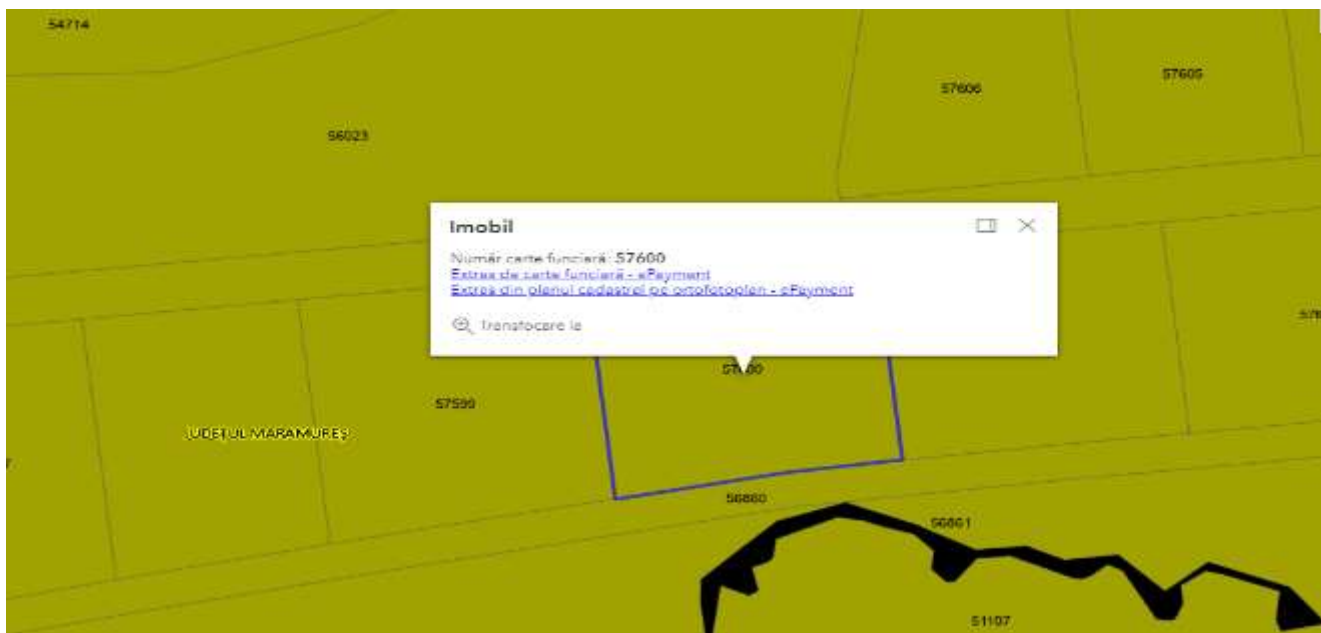 54714
57605
57606
56023
Imobil
Număr carte funciară: 57600
Extras de carte funciară - ePayment
Extras din planul cadastral pe ortofotoplan - ePayment
Transfocare la
57600
57599
JUDEȚUL MARAMUREȘ
56860
56861
51107